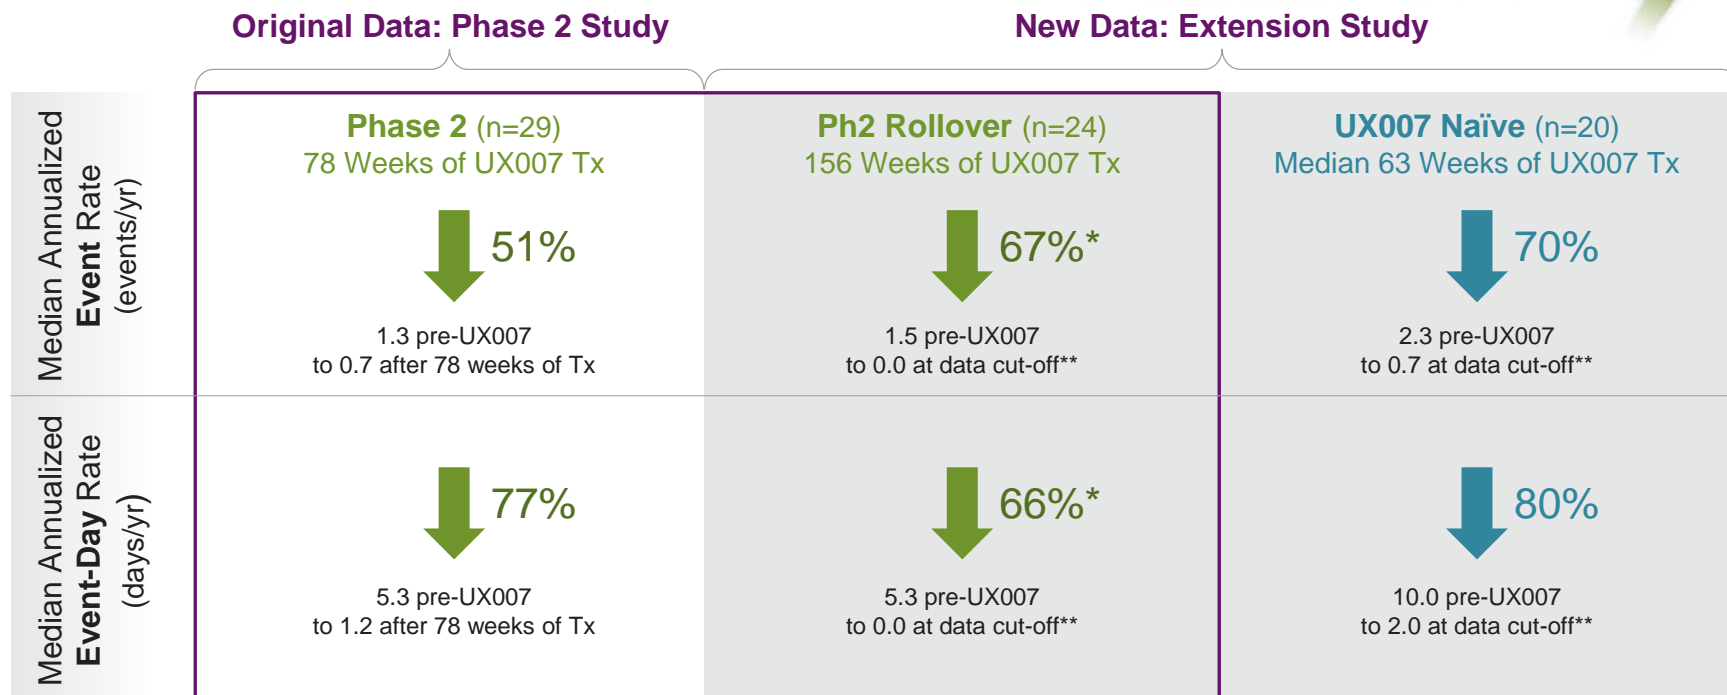 Original Data: Phase 2 Study
New Data: Extension Study
Median Annualized
Event Rate
(events/yr)
Phase 2 (n=29)
78 Weeks of UX007 Tx
51%
1.3 pre-UX007
to 0.7 after 78 weeks of Tx
Ph2 Rollover (n=24)
156 Weeks of UX007 Tx
67%*
1.5 pre-UX007
to 0.0 at data cut-off**
UX007 Naïve (n=20)
Median 63 Weeks of UX007 Tx
70%
2.3 pre-UX007
to 0.7 at data cut-off**
Median Annualized
Event-Day Rate
(days/yr)
77%
5.3 pre-UX007
to 1.2 after 78 weeks of Tx
66%*
5.3 pre-UX007
to 0.0 at data cut-off**
80%
10.0 pre-UX007
to 2.0 at data cut-off**